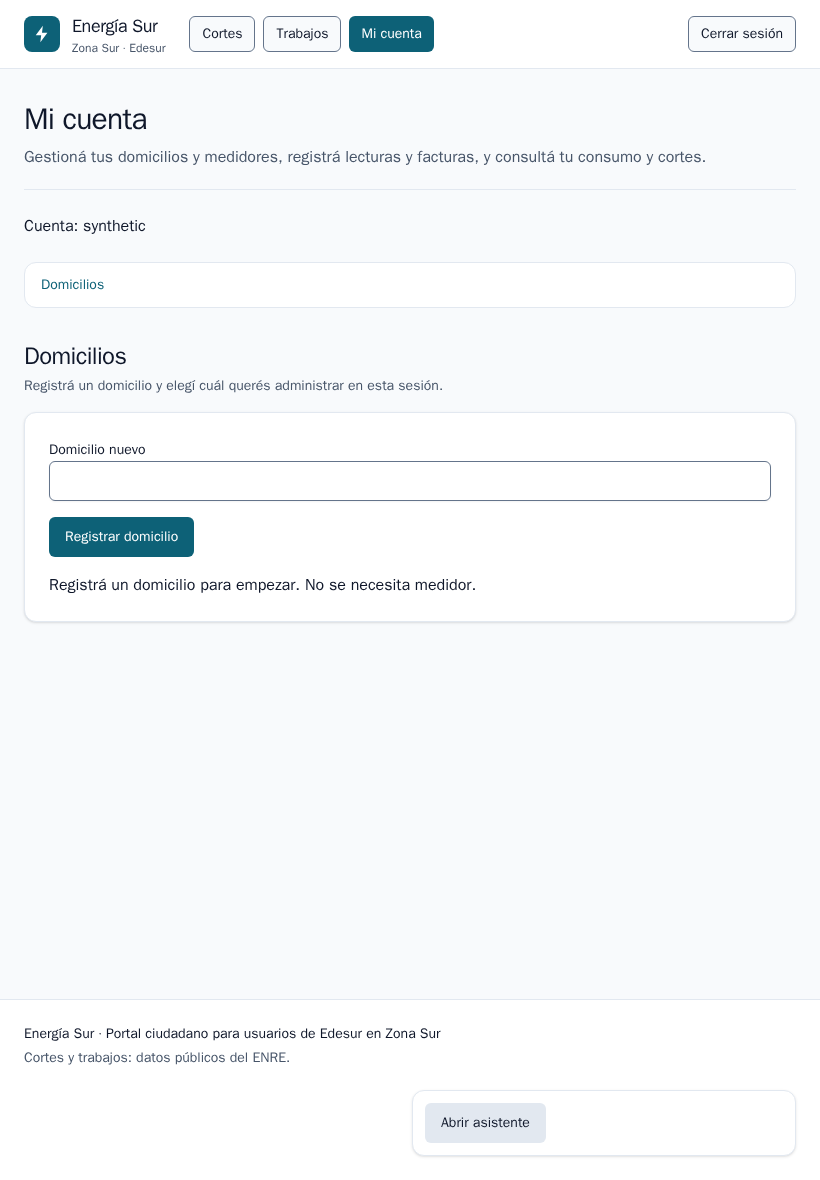 Energía Sur
Zona Sur · Edesur
Cortes
Trabajos
Mi cuenta
Cerrar sesión
Mi cuenta
Gestioná tus domicilios y medidores, registrá lecturas y facturas, y consultá tu consumo y cortes.
Cuenta: synthetic
Domicilios
Domicilios
Registrá un domicilio y elegí cuál querés administrar en esta sesión.
Domicilio nuevo
Registrar domicilio
Registrá un domicilio para empezar. No se necesita medidor.
Energía Sur · Portal ciudadano para usuarios de Edesur en Zona Sur
Cortes y trabajos: datos públicos del ENRE.
Abrir asistente